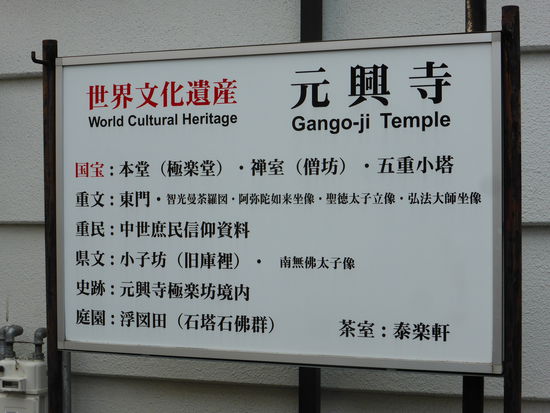 世界文化遺産 元興寺
World Cultural Heritage Gango-ji Temple
国宝：本堂（極楽堂）・禅室（僧坊）・五重小塔
重文：東門・智光曼荼羅図・阿弥陀如来坐像・聖徳太子立像・弘法大師坐像
重民：中世庶民信仰資料
県文：小子坊（旧庫裡）・ 南無佛太子像
史跡：元興寺極楽坊境内
庭園：浮図田（石塔石佛群） 茶室：泰楽軒